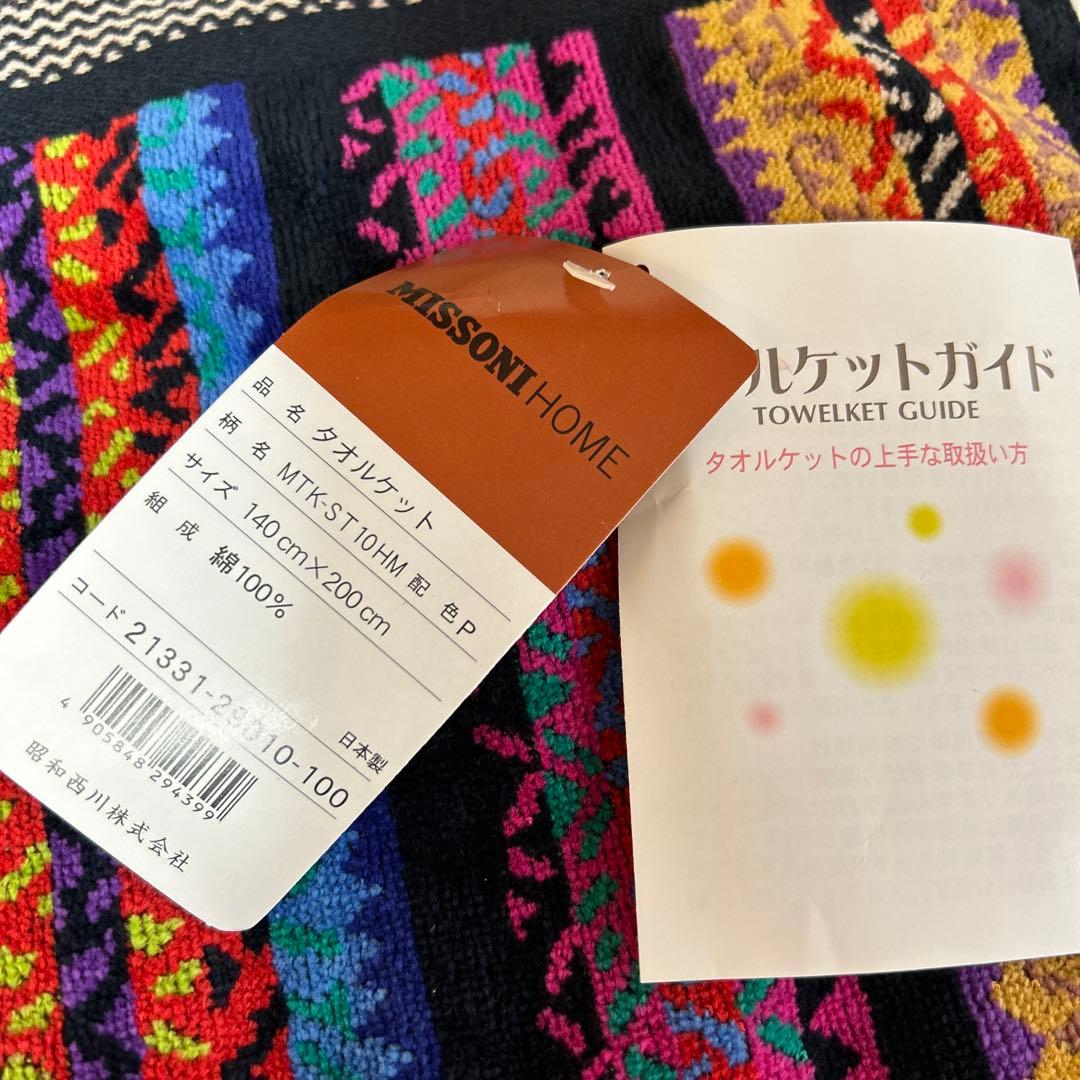 MISSONI HOME
品名 タオルケット
柄名 MTK-ST10HM 配色P
サイズ 140cm×200cm
組成 綿100%
日本製
コード 21331-29010-100
4 905848 294399
昭和西川株式会社
ルケットガイド
TOWELKET GUIDE
タオルケットの上手な取扱い方